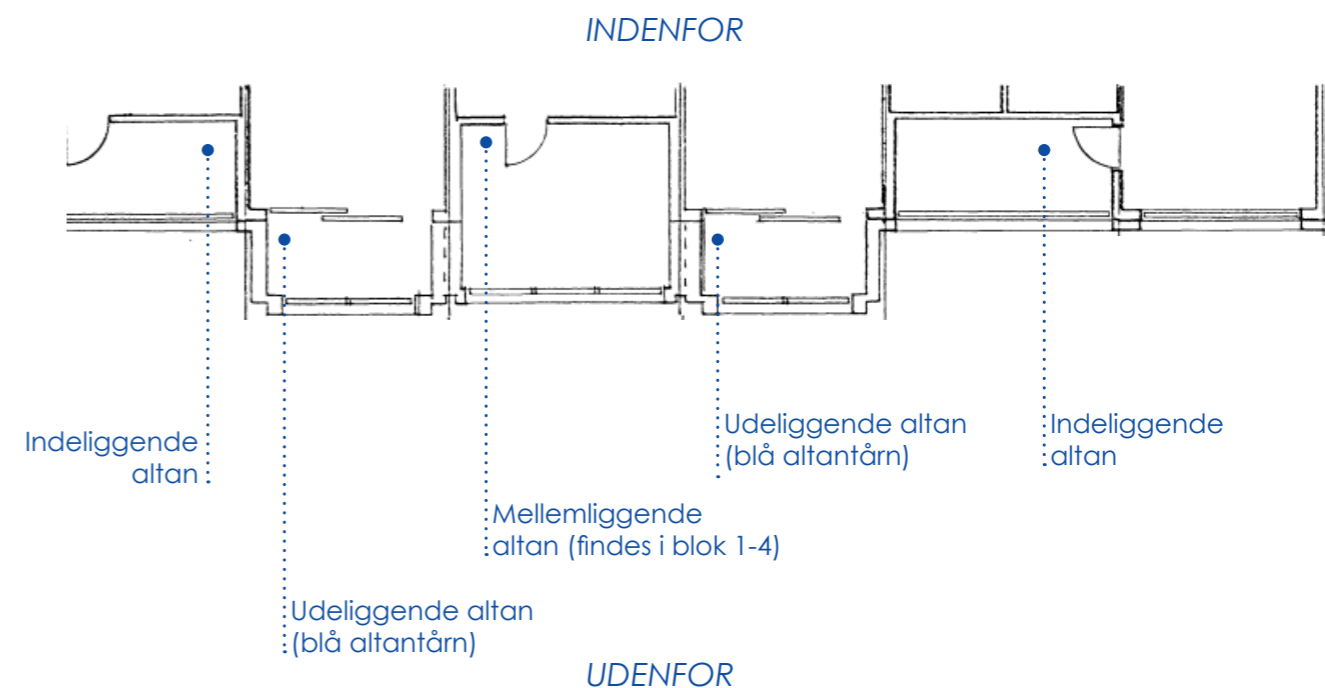 INDENFOR
Indeliggende
altan
Udeliggende altan
(blå altantårn)
Mellemliggende
altan (findes i blok 1-4)
Udeliggende altan
(blå altantårn)
Indeliggende
altan
UDENFOR